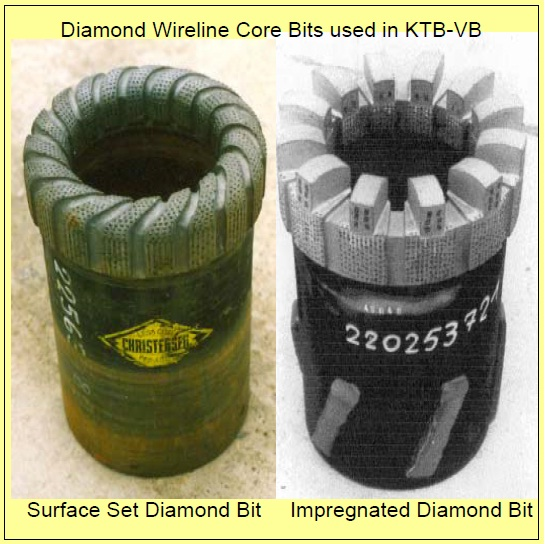 Diamond Wireline Core Bits used in KTB-VB
CHRISTENSEN
220253721
Surface Set Diamond Bit
Impregnated Diamond Bit